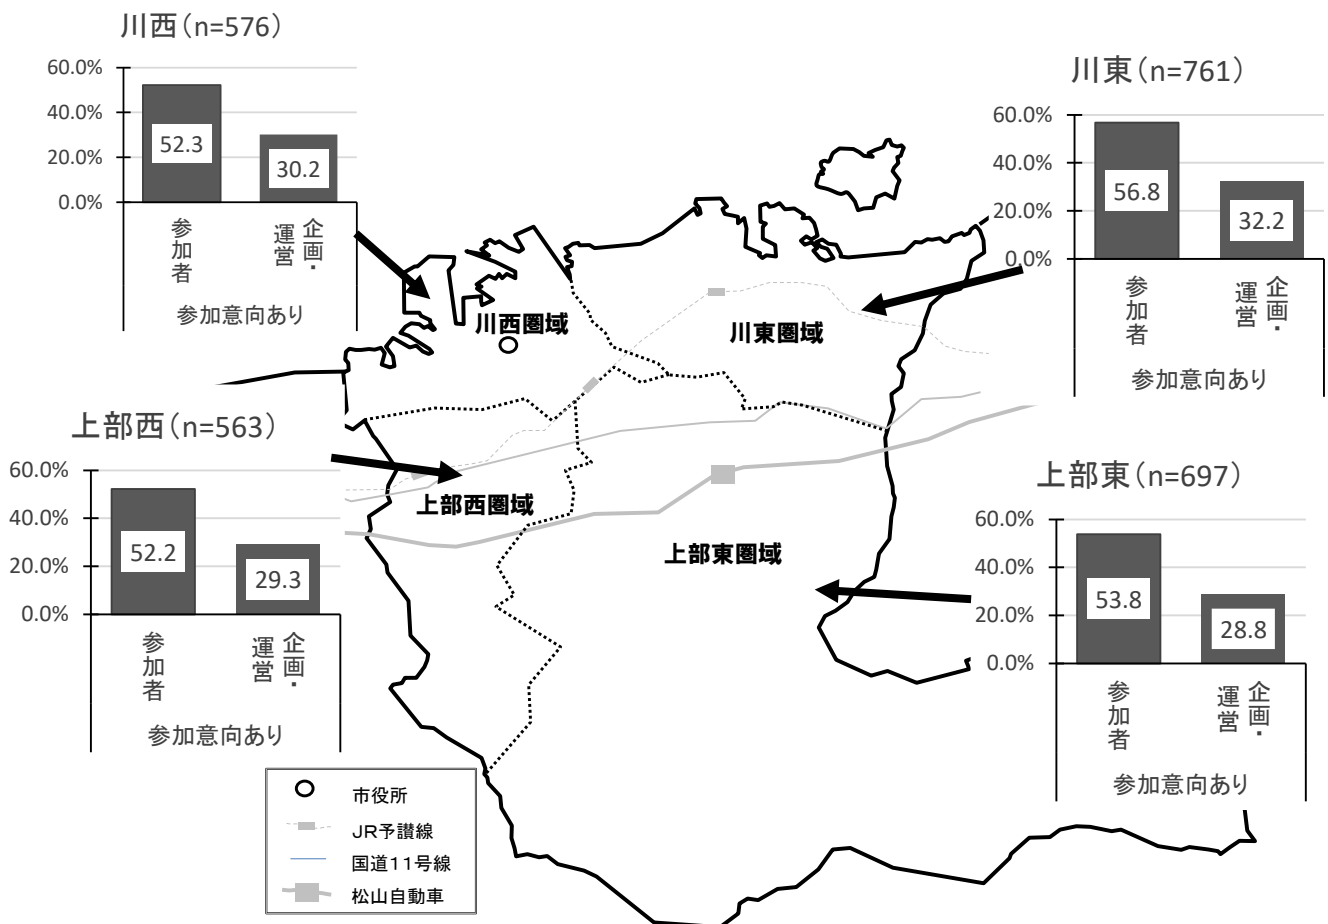 川西(n=576)
60.0%
40.0%
20.0%
0.0%
52.3
30.2
参加者
企画・
運営
参加意向あり
川東(n=761)
60.0%
40.0%
20.0%
0.0%
56.8
32.2
参加者
企画・
運営
参加意向あり
川西圏域
川東圏域
上部西(n=563)
60.0%
40.0%
20.0%
0.0%
52.2
29.3
参加者
企画・
運営
参加意向あり
上部西圏域
上部東圏域
上部東(n=697)
60.0%
40.0%
20.0%
0.0%
53.8
28.8
参加者
企画・
運営
参加意向あり
市役所
JR予讃線
国道11号線
松山自動車